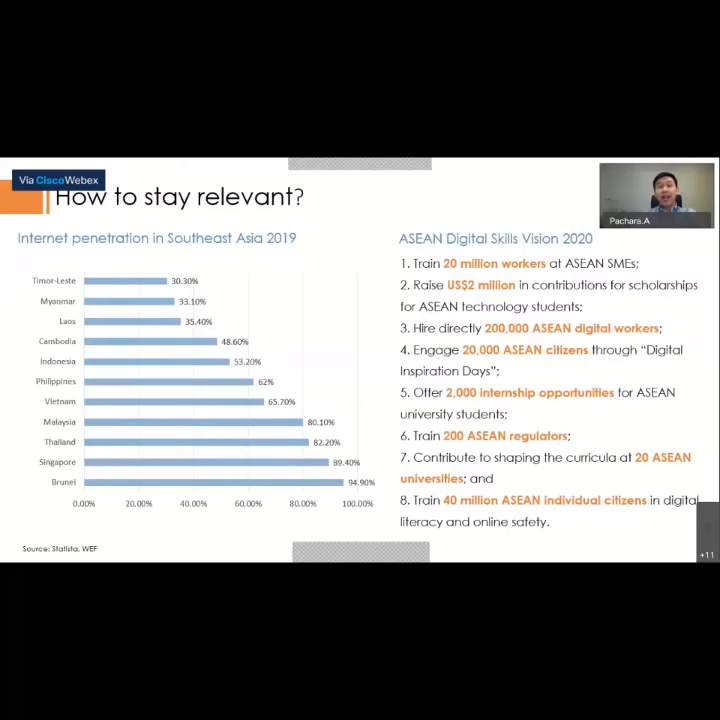 Via CiscoWebex
How to stay relevant?
Pachara.A
Internet penetration in Southeast Asia 2019
Timor-Leste 30.30%
Myanmar 33.10%
Laos 35.40%
Cambodia 48.60%
Indonesia 53.20%
Philippines 62%
Vietnam 65.70%
Malaysia 80.10%
Thailand 82.20%
Singapore 89.40%
Brunei 94.90%
0.00% 20.00% 40.00% 60.00% 80.00% 100.00%
Source: Statista, WEF
ASEAN Digital Skills Vision 2020
1. Train 20 million workers at ASEAN SMEs;
2. Raise US$2 million in contributions for scholarships
for ASEAN technology students;
3. Hire directly 200,000 ASEAN digital workers;
4. Engage 20,000 ASEAN citizens through “Digital
Inspiration Days”;
5. Offer 2,000 internship opportunities for ASEAN
university students;
6. Train 200 ASEAN regulators;
7. Contribute to shaping the curricula at 20 ASEAN
universities; and
8. Train 40 million ASEAN individual citizens in digital
literacy and online safety.
+11